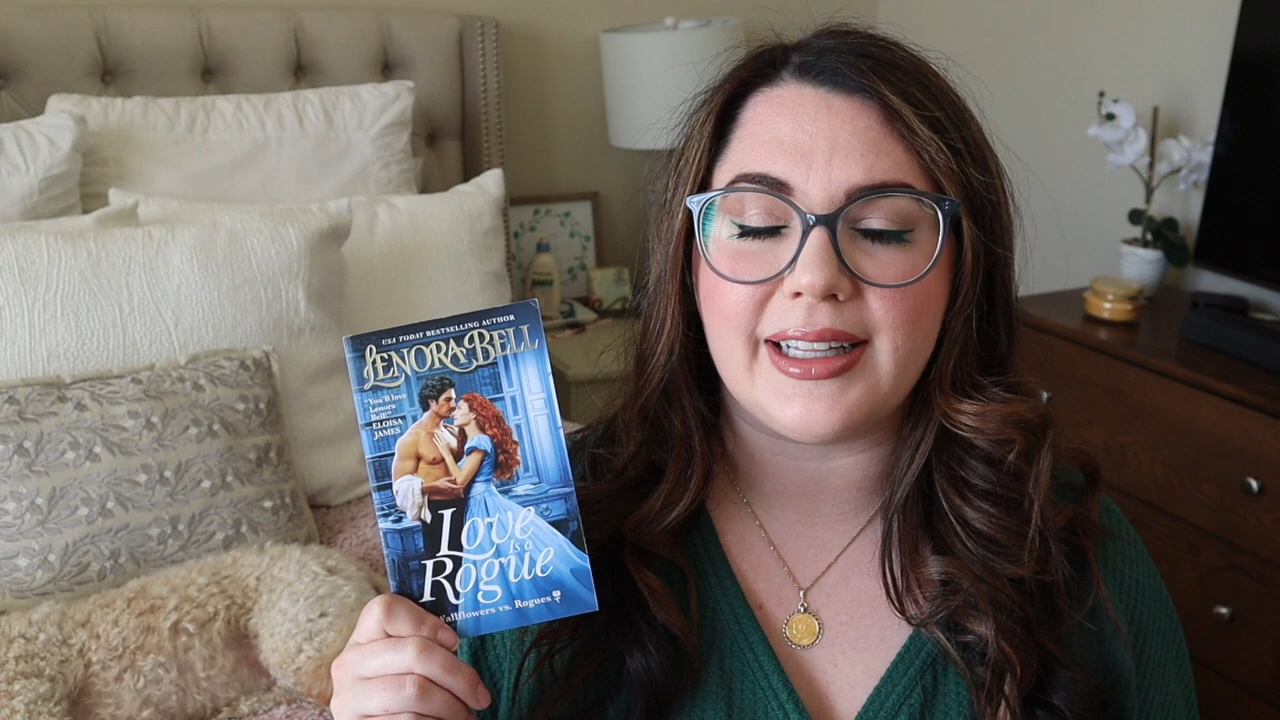 USA TODAY BESTSELLING AUTHOR
LENORA BELL
"You'll love
Lenora
Bell!"
—ELOISA
JAMES
Love
is a
Rogue
Wallflowers vs. Rogues